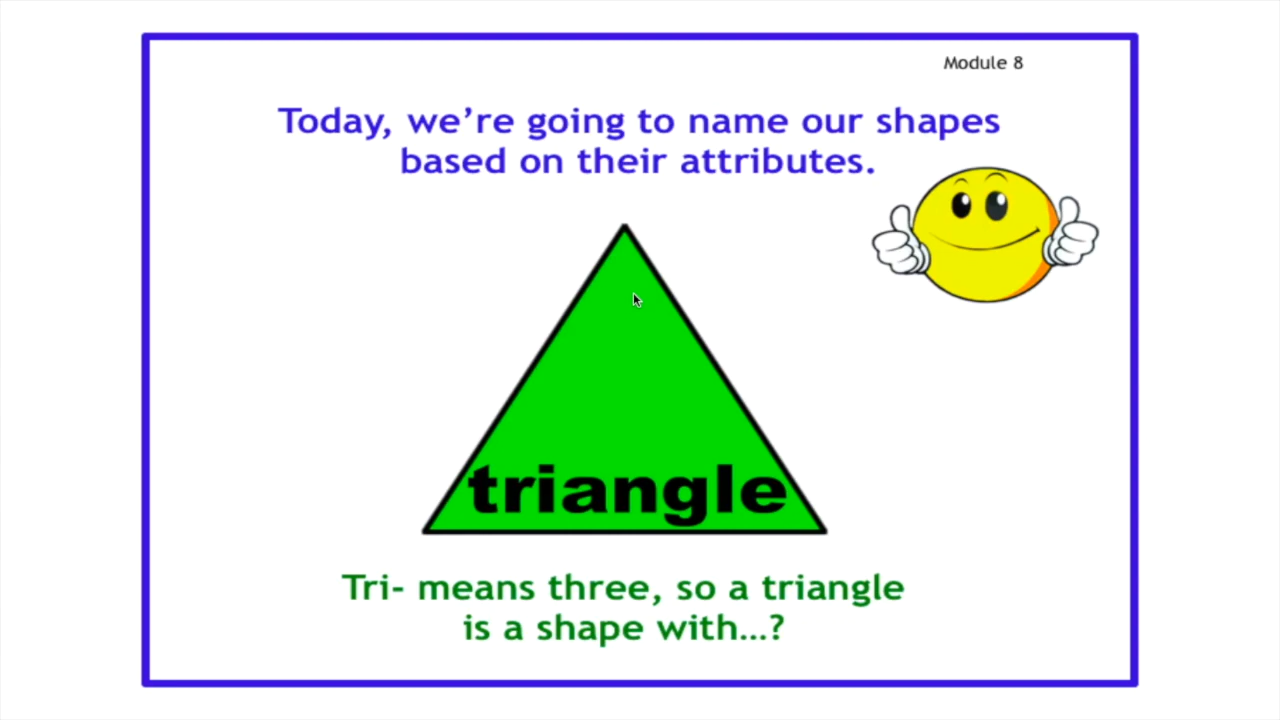 Module 8
Today, we’re going to name our shapes
based on their attributes.
triangle
Tri- means three, so a triangle
is a shape with...?